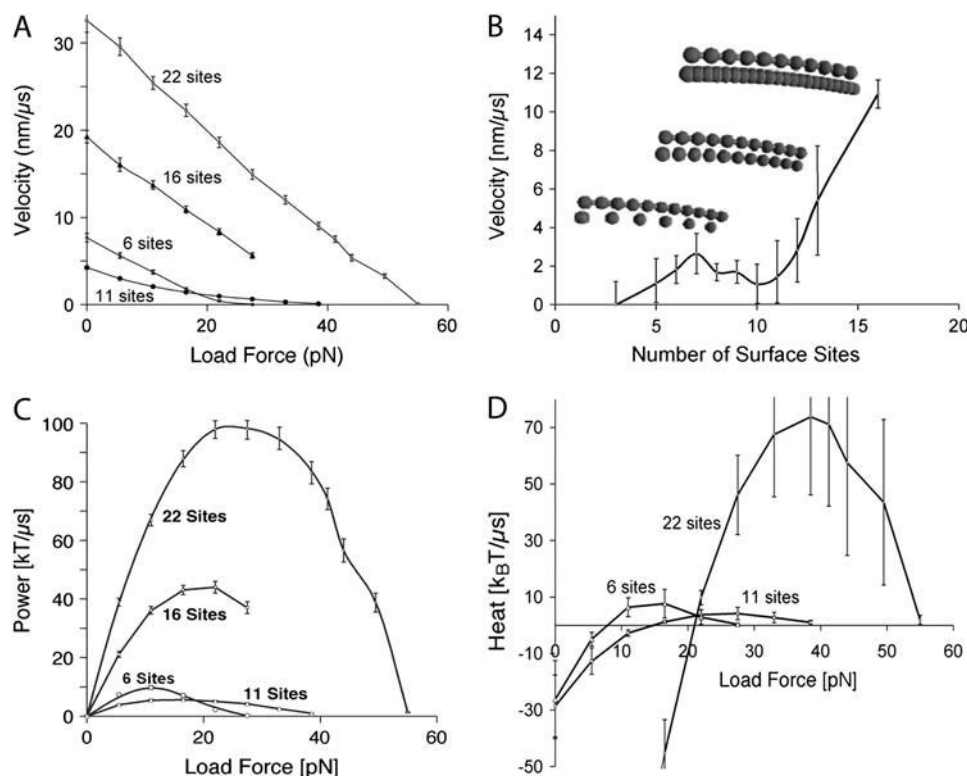 A
Velocity (nm/µs)
30
20
10
0
22 sites
16 sites
6 sites
11 sites
0 20 40 60
Load Force (pN)
B
Velocity [nm/µs]
14
12
10
8
6
4
2
0
0 5 10 15 20
Number of Surface Sites
C
Power [kT/µs]
100
80
60
40
20
0
22 Sites
16 Sites
6 Sites
11 Sites
0 20 40 60
Load Force [pN]
D
Heat [kBT/µs]
70
50
30
10
-10
-30
-50
22 sites
6 sites
11 sites
0 10 20 30 40 50 60
Load Force [pN]